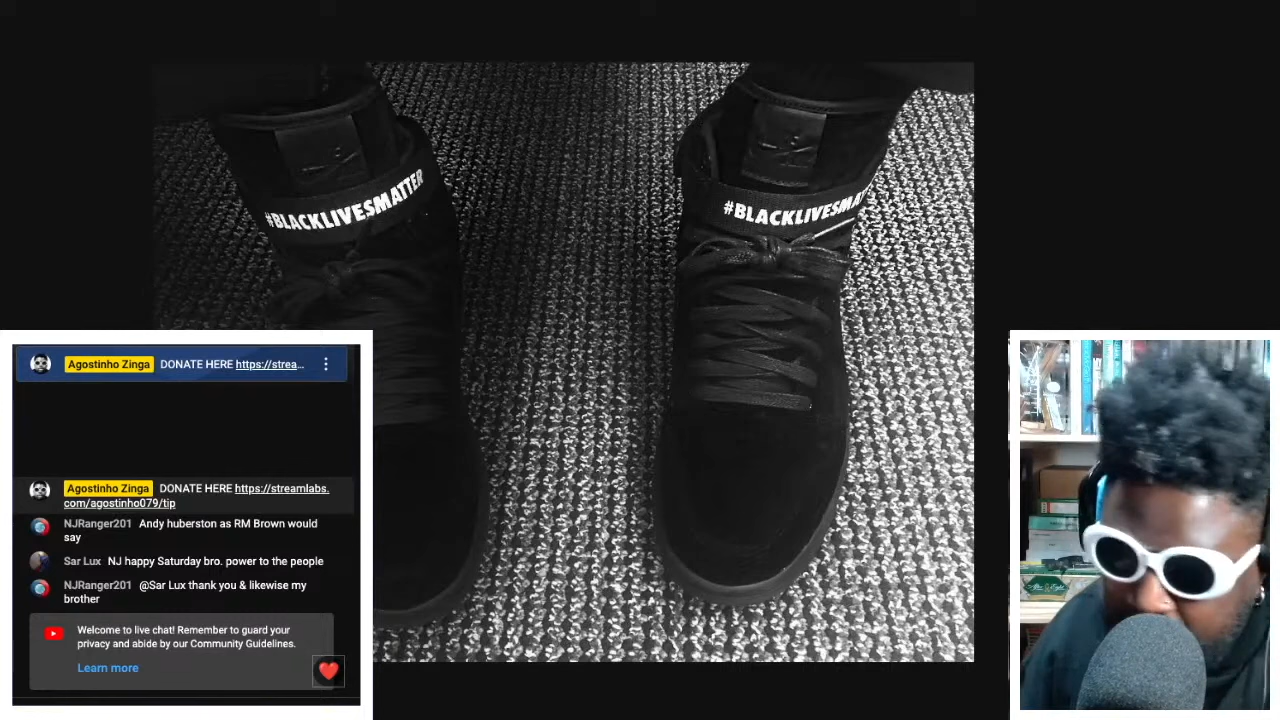 #BLACKLIVESMATTER
#BLACKLIVESMA
Agostinho Zinga DONATE HERE https://strea...
Agostinho Zinga DONATE HERE https://streamlabs.
com/agostinho079/tip
NJRanger201 Andy huberston as RM Brown would
say
Sar Lux NJ happy Saturday bro. power to the people
NJRanger201 @Sar Lux thank you & likewise my
brother
Welcome to live chat! Remember to guard your
privacy and abide by our Community Guidelines.
Learn more